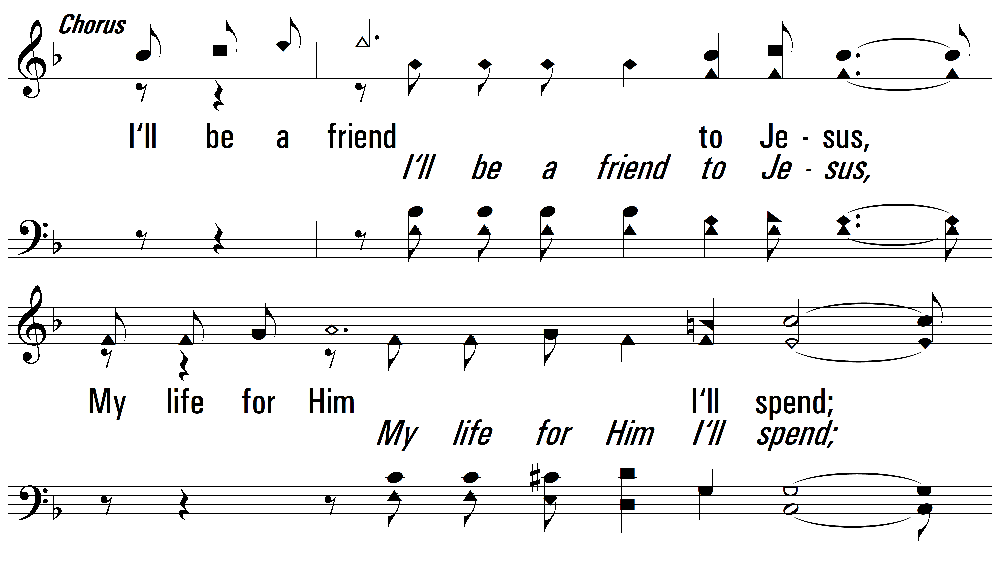 Chorus
I‘ll be a friend to Je - sus,
I‘ll be a friend to Je - sus,
My life for Him I‘ll spend;
My life for Him I‘ll spend;